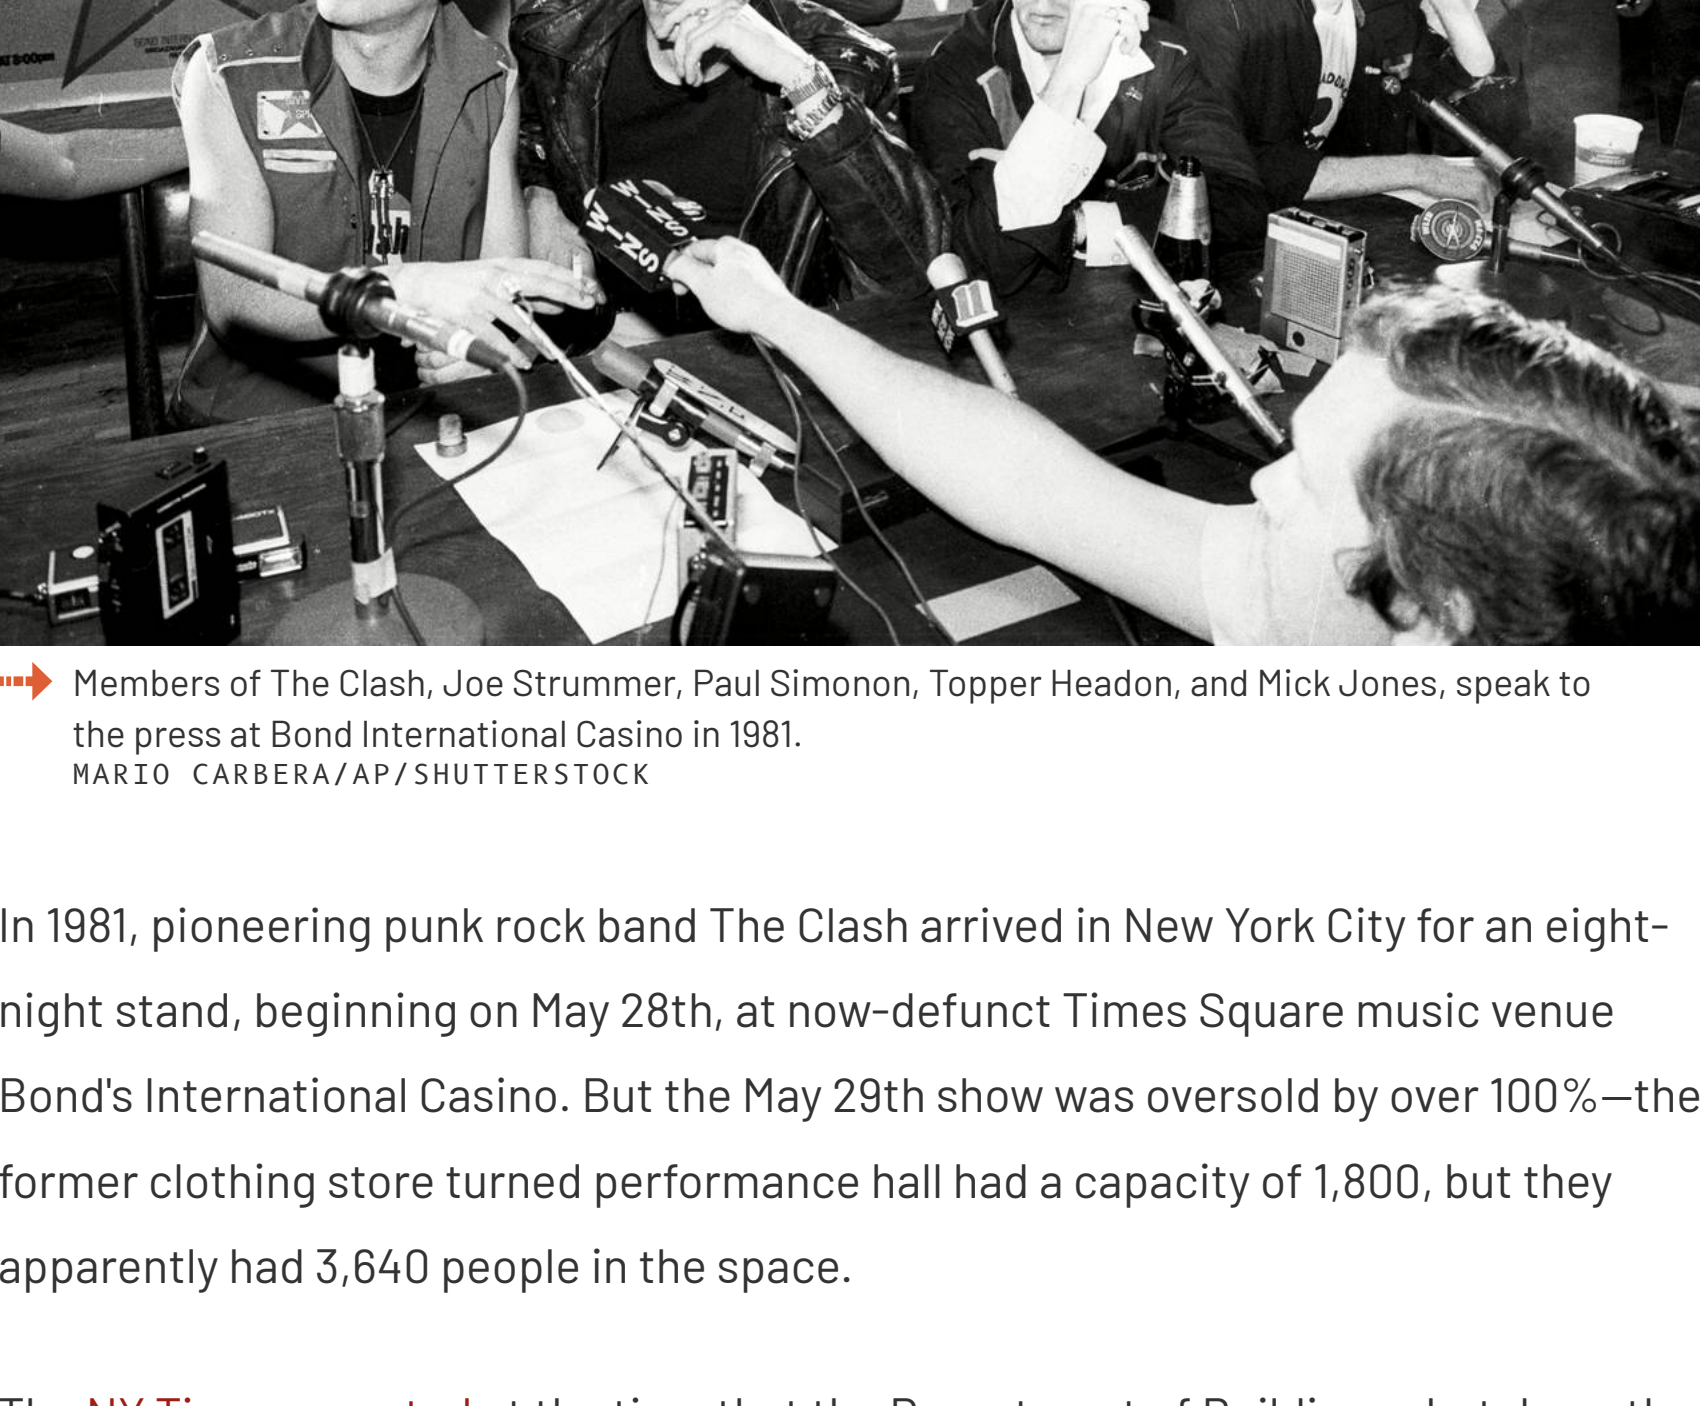 WINS
WINS
11
Members of The Clash, Joe Strummer, Paul Simonon, Topper Headon, and Mick Jones, speak to
the press at Bond International Casino in 1981.
MARIO CARBERA/AP/SHUTTERSTOCK
In 1981, pioneering punk rock band The Clash arrived in New York City for an eight-
night stand, beginning on May 28th, at now-defunct Times Square music venue
Bond's International Casino. But the May 29th show was oversold by over 100%—the
former clothing store turned performance hall had a capacity of 1,800, but they
apparently had 3,640 people in the space.